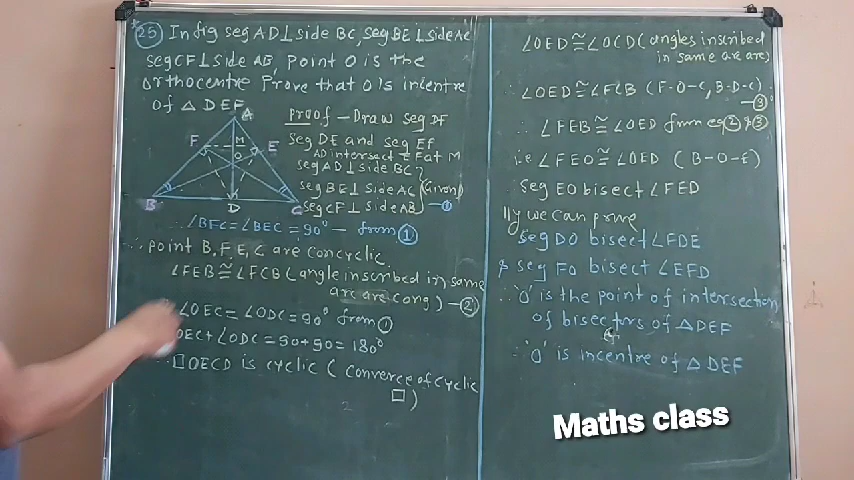 *25) In fig seg AD⊥side BC, seg BE⊥side AC
seg CF⊥side AB, point O is the
orthocentre Prove that O is incentre
of △ DEF
A
F
M
E
O
B
D
C
Proof - Draw seg DF
seg DE and seg EF
AD intersect EF at M
seg AD⊥side BC
seg BE⊥side AC (Given)
seg CF⊥side AB) -①
∴ ∠BFC=∠BEC=90° - from ①
∴ point B, F, E, C are concyclic
∠FEB≅∠FCB (angle inscribed in same
arc are cong) -②
∠OEC=∠ODC=90° from ①
OEC+∠ODC=90+90=180°
∴ □OECD is cyclic ( converce of cyclic
□ )
∠OED≅∠OCD (angles inscribed
in same arc are)
∴ ∠OED≅∠FCB (F-O-C, B-D-C)
-③
∴ ∠FEB≅∠OED from eq ② & ③
i.e ∠FEO≅∠OED (B-O-E)
seg EO bisect ∠FED
||y we can prove
seg DO bisect ∠FDE
& seg FO bisect ∠EFD
∴ 'O' is the point of intersection
of bisectors of △DEF
∴ 'O' is incentre of △ DEF
Maths class